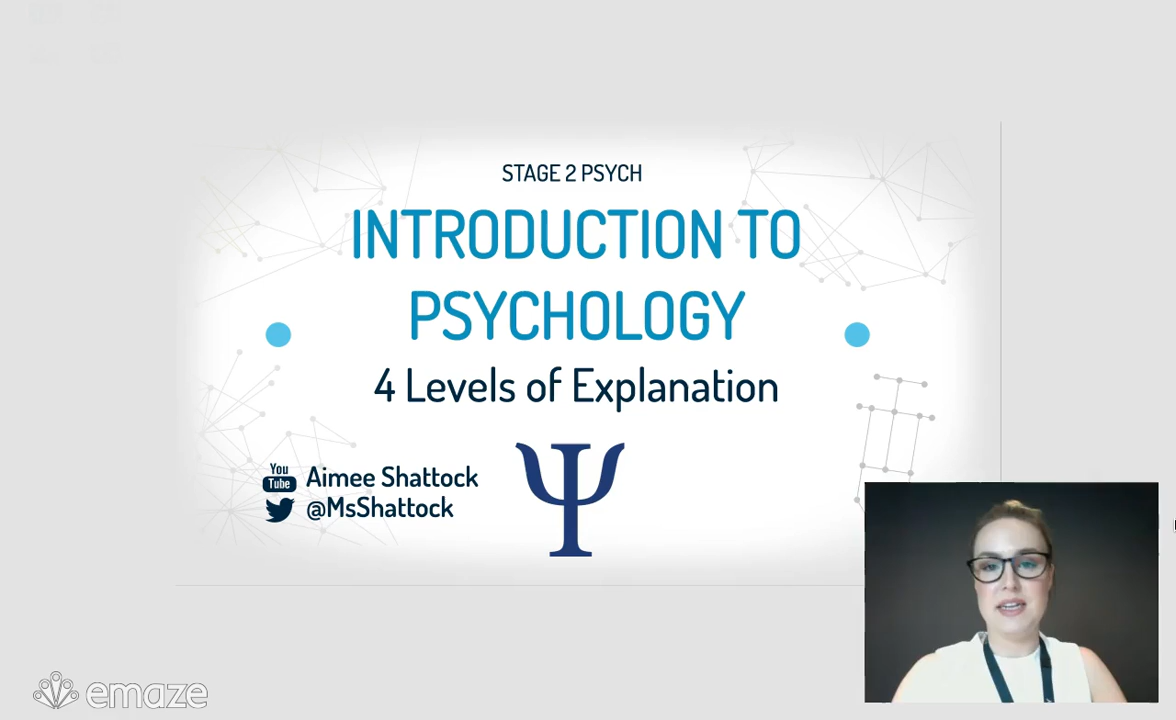 STAGE 2 PSYCH
INTRODUCTION TO
PSYCHOLOGY
4 Levels of Explanation
Ψ
You
Tube
Aimee Shattock
@MsShattock
emaze